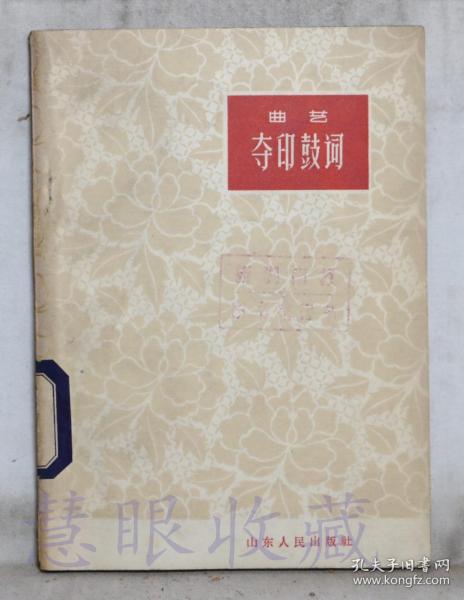 曲艺
夺印鼓词
山东人民出版社
慧眼收藏
孔夫子旧书网
www.kongfz.com